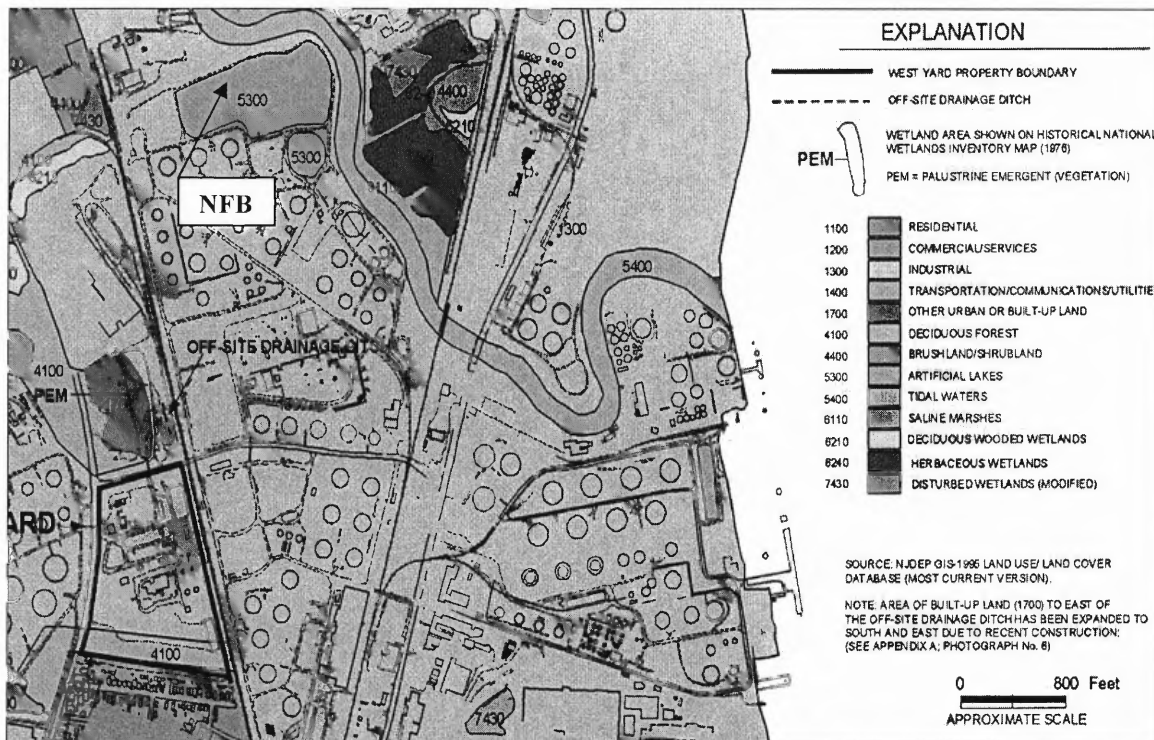 EXPLANATION
WEST YARD PROPERTY BOUNDARY
OFF-SITE DRAINAGE DITCH
WETLAND AREA SHOWN ON HISTORICAL NATIONAL
WETLANDS INVENTORY MAP (1976)
PEM
PEM = PALUSTRINE EMERGENT (VEGETATION)
1100 RESIDENTIAL
1200 COMMERCIAL/SERVICES
1300 INDUSTRIAL
1400 TRANSPORTATION/COMMUNICATIONS/UTILITIE
1700 OTHER URBAN OR BUILT-UP LAND
4100 DECIDUOUS FOREST
4400 BRUSHLAND/SHRUBLAND
5300 ARTIFICIAL LAKES
5400 TIDAL WATERS
6110 SALINE MARSHES
6210 DECIDUOUS WOODED WETLANDS
6240 HERBACEOUS WETLANDS
7430 DISTURBED WETLANDS (MODIFIED)
SOURCE: NJDEP GIS-1995 LAND USE/ LAND COVER
DATABASE (MOST CURRENT VERSION).
NOTE: AREA OF BUILT-UP LAND (1700) TO EAST OF
THE OFF-SITE DRAINAGE DITCH HAS BEEN EXPANDED TO
SOUTH AND EAST DUE TO RECENT CONSTRUCTION;
(SEE APPENDIX A; PHOTOGRAPH No. 6)
0 800 Feet
APPROXIMATE SCALE
7430
4400
5300
7430
5300
NFB
1300
5400
OFF-SITE DRAINAGE
4100
PEM
ARD
4100
7430